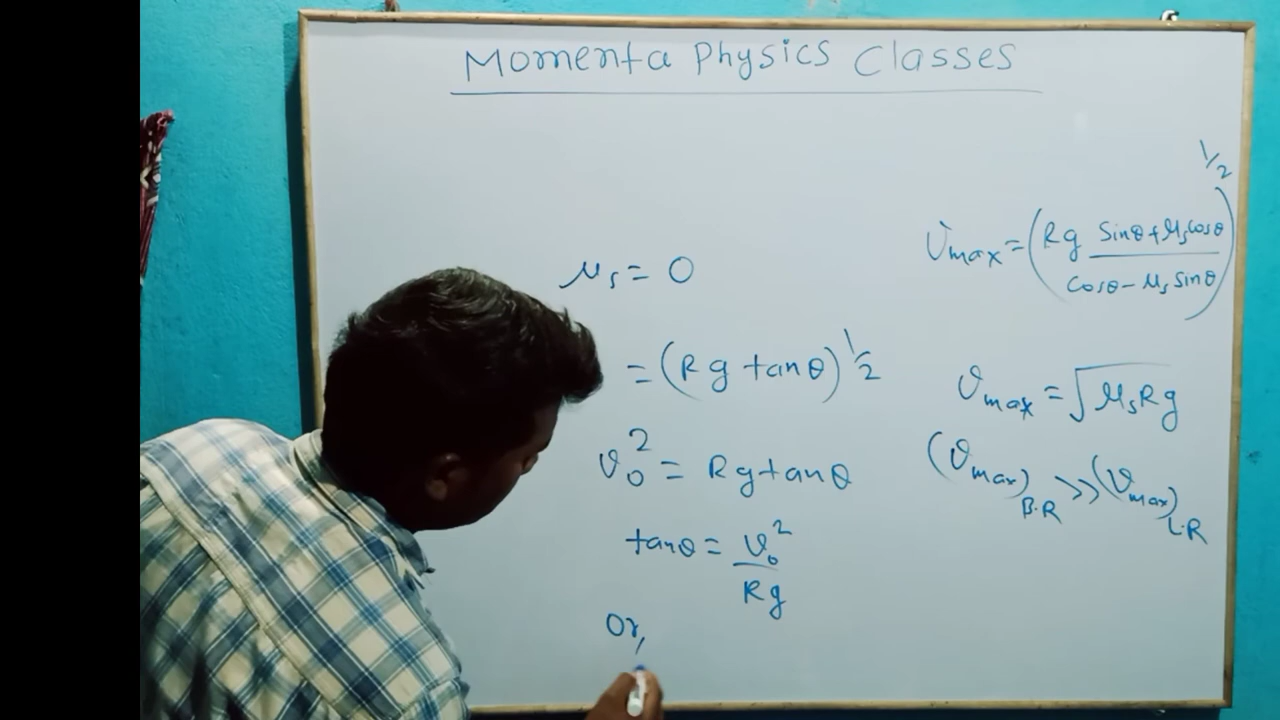 Momenta Physics Classes
μs = 0
= (Rg tanθ)^1/2
v0^2 = Rg tanθ
tanθ = v0^2 / Rg
Or,
vmax = (Rg (Sinθ + μs cosθ) / (cosθ - μs sinθ))^1/2
vmax = √μsRg
(vmax)B.R >> (vmax)L.R